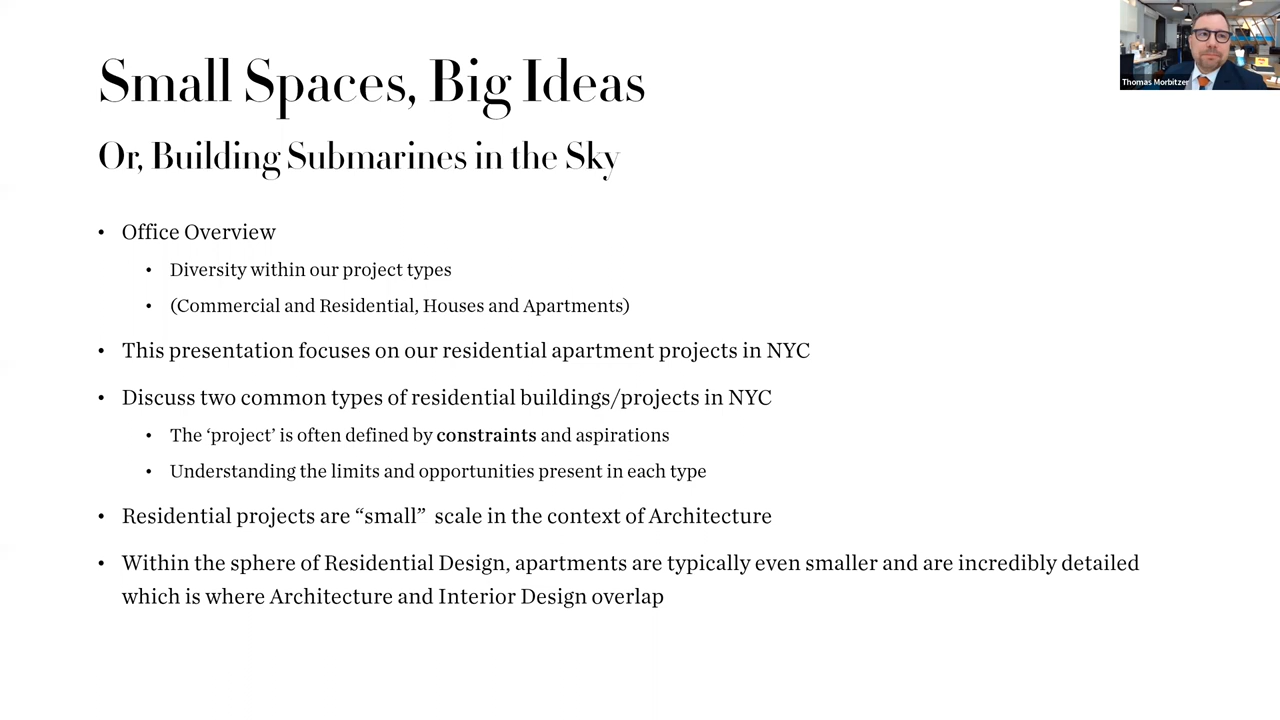 Small Spaces, Big Ideas
Or, Building Submarines in the Sky
• Office Overview
• Diversity within our project types
• (Commercial and Residential, Houses and Apartments)
• This presentation focuses on our residential apartment projects in NYC
• Discuss two common types of residential buildings/projects in NYC
• The ‘project’ is often defined by constraints and aspirations
• Understanding the limits and opportunities present in each type
• Residential projects are “small”  scale in the context of Architecture
• Within the sphere of Residential Design, apartments are typically even smaller and are incredibly detailed
which is where Architecture and Interior Design overlap
Thomas Morbitzer